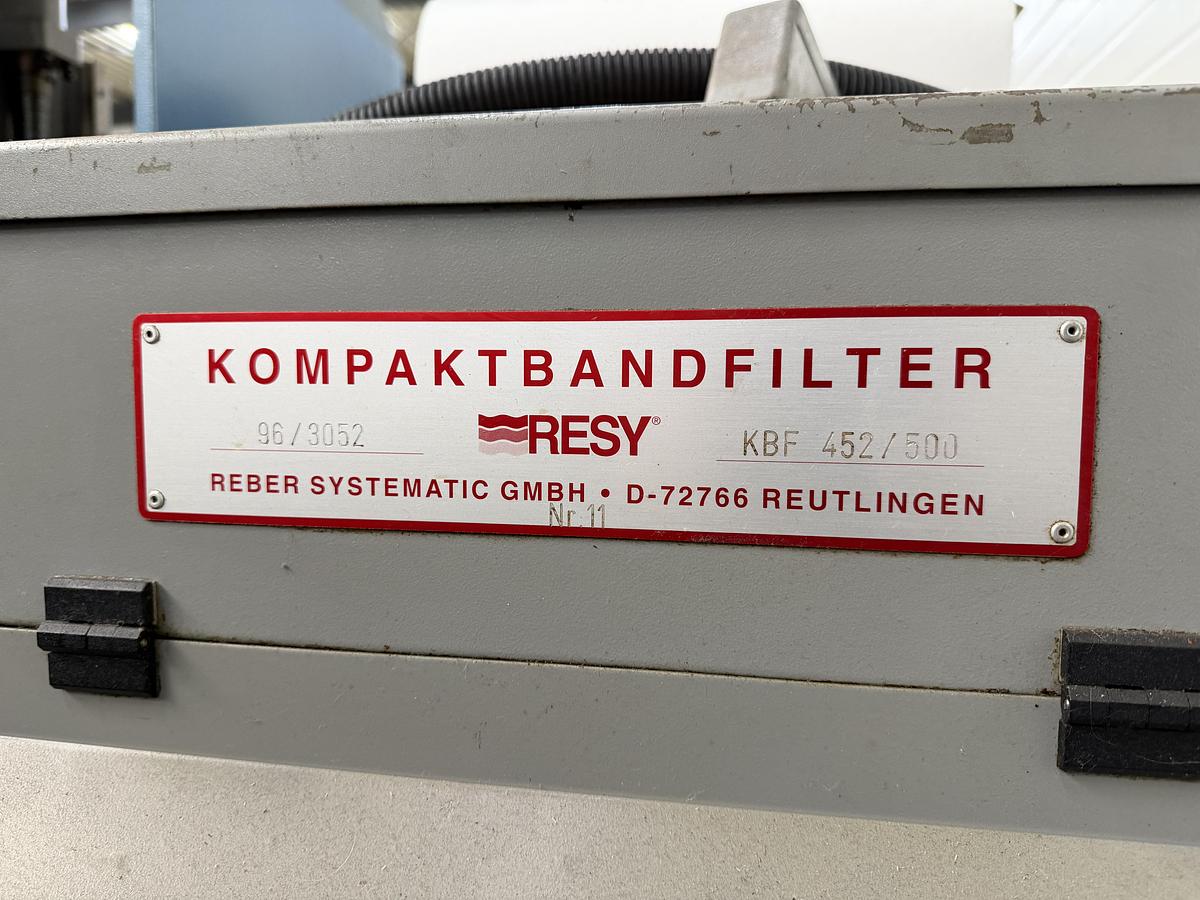 KOMPAKTBANDFILTER
96/3052 RESY® KBF 452/500
REBER SYSTEMATIC GMBH • D-72766 REUTLINGEN
Nr.11